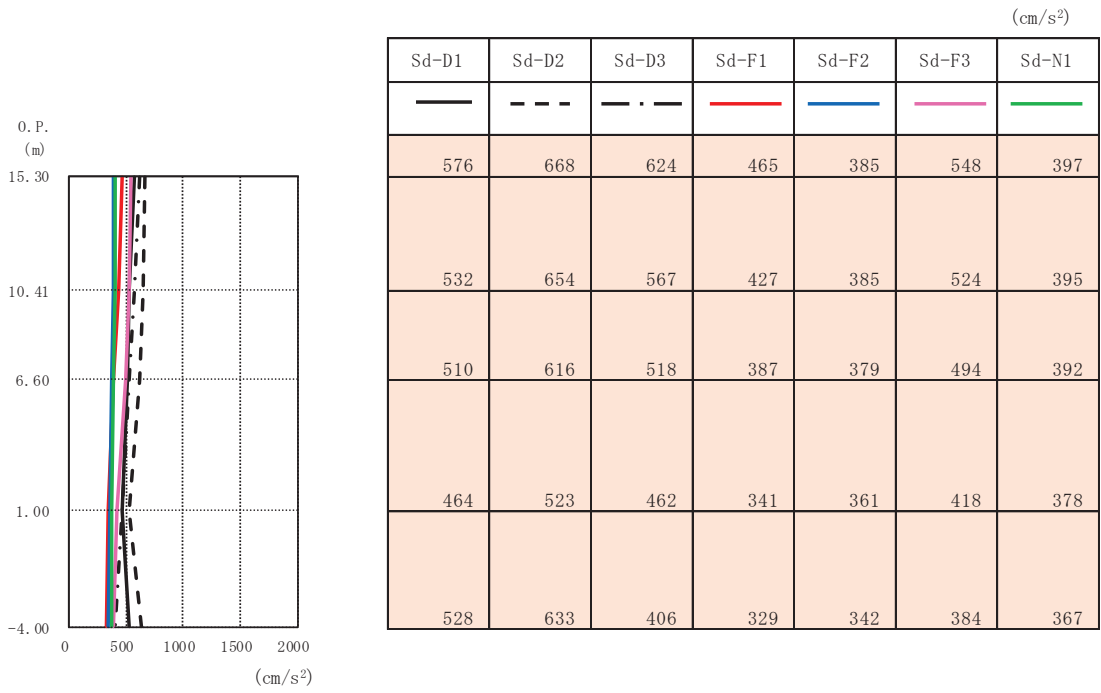 (cm/s²)
Sd-D1 Sd-D2 Sd-D3 Sd-F1 Sd-F2 Sd-F3 Sd-N1
O.P.
(m)
15.30
576 668 624 465 385 548 397
10.41
532 654 567 427 385 524 395
6.60
510 616 518 387 379 494 392
1.00
464 523 462 341 361 418 378
-4.00
528 633 406 329 342 384 367
0 500 1000 1500 2000
(cm/s²)